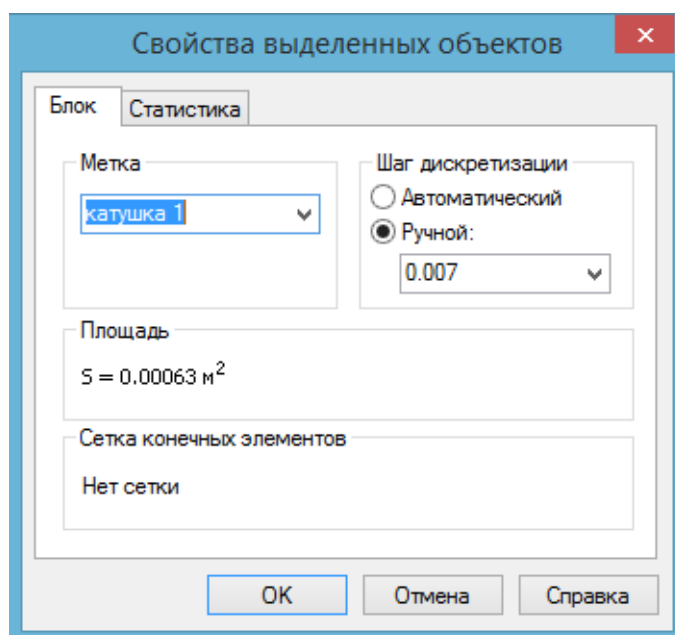 Свойства выделенных объектов
Блок
Статистика
Метка
катушка 1
Шаг дискретизации
Автоматический
Ручной:
0.007
Площадь
S = 0.00063 м²
Сетка конечных элементов
Нет сетки
OK
Отмена
Справка